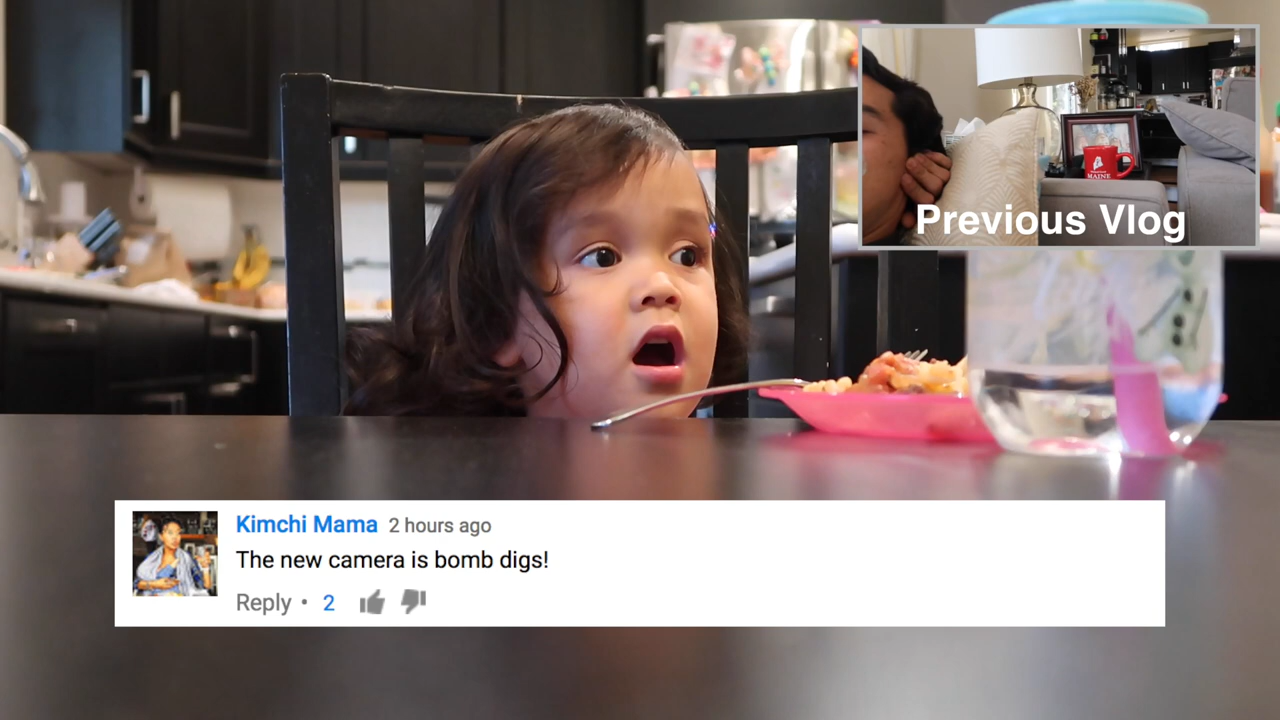 MAINE
Previous Vlog
Kimchi Mama 2 hours ago
The new camera is bomb digs!
Reply • 2